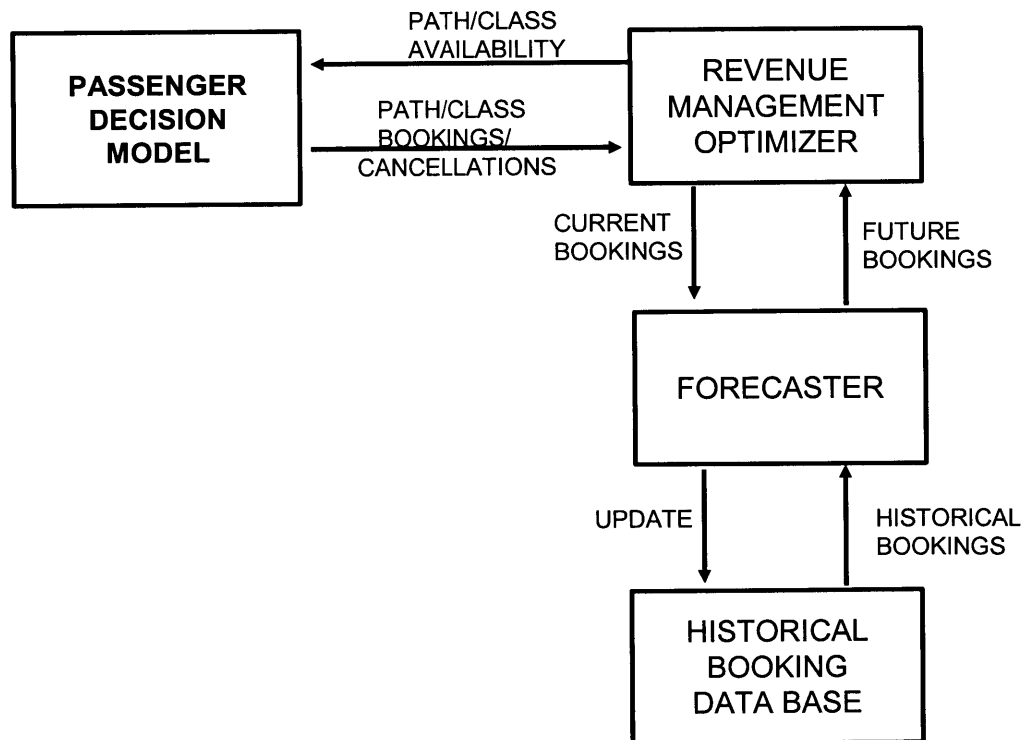 PATH/CLASS
AVAILABILITY
PASSENGER
DECISION
MODEL
PATH/CLASS
BOOKINGS/
CANCELLATIONS
REVENUE
MANAGEMENT
OPTIMIZER
CURRENT
BOOKINGS
FUTURE
BOOKINGS
FORECASTER
UPDATE
HISTORICAL
BOOKINGS
HISTORICAL
BOOKING
DATA BASE